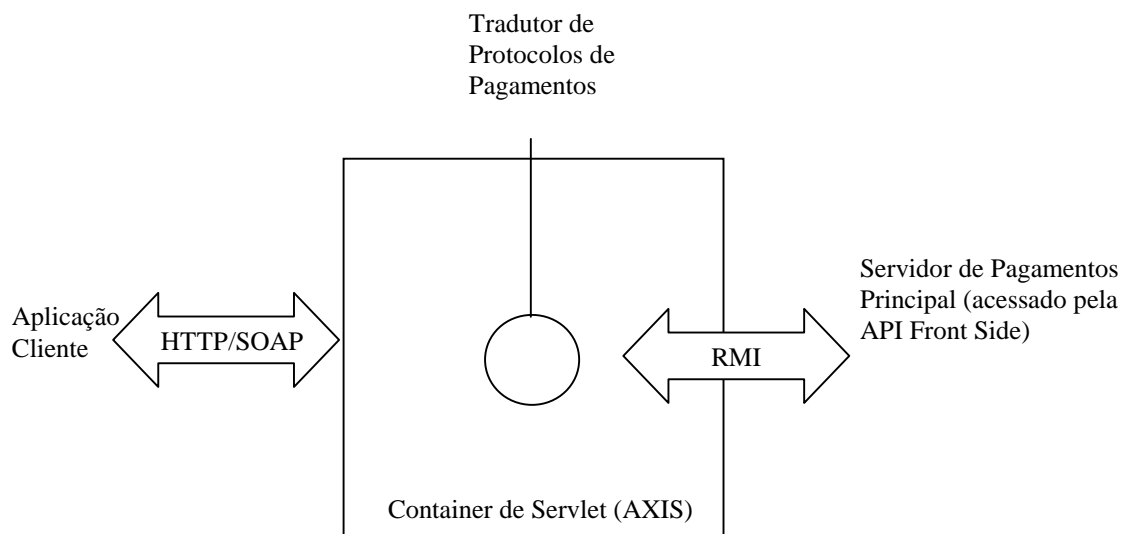 Tradutor de
Protocolos de
Pagamentos
Aplicação
Cliente
HTTP/SOAP
RMI
Servidor de Pagamentos
Principal (acessado pela
API Front Side)
Container de Servlet (AXIS)